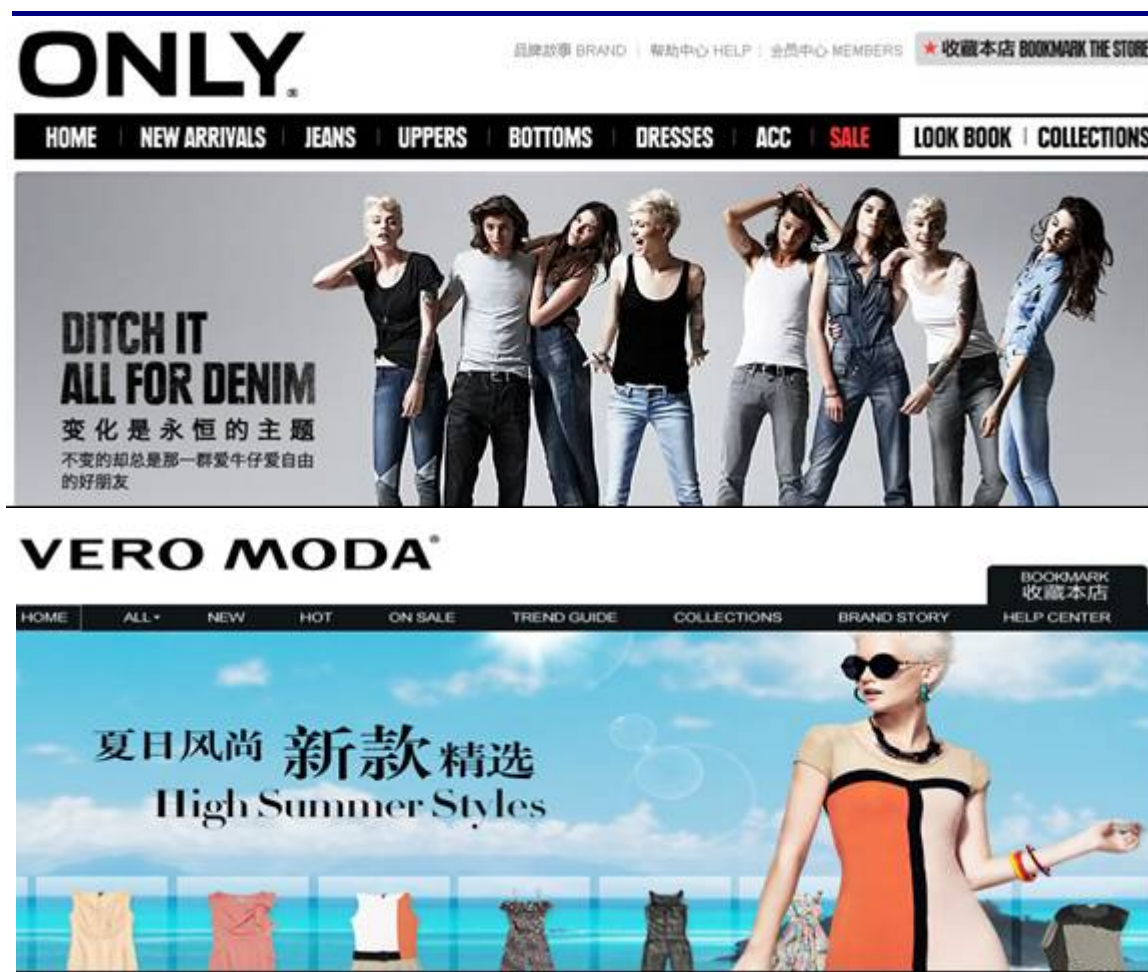 ONLY®
品牌故事 BRAND | 帮助中心 HELP | 会员中心 MEMBERS ★收藏本店 BOOKMARK THE STORE
HOME | NEW ARRIVALS | JEANS | UPPERS | BOTTOMS | DRESSES | ACC | SALE LOOK BOOK | COLLECTIONS
DITCH IT
ALL FOR DENIM
变化是永恒的主题
不变的却总是那一群爱牛仔爱自由
的好朋友
VERO MODA®
BOOKMARK
收藏本店
HOME ALL NEW HOT ON SALE TREND GUIDE COLLECTIONS BRAND STORY HELP CENTER
夏日风尚 新款精选
High Summer Styles